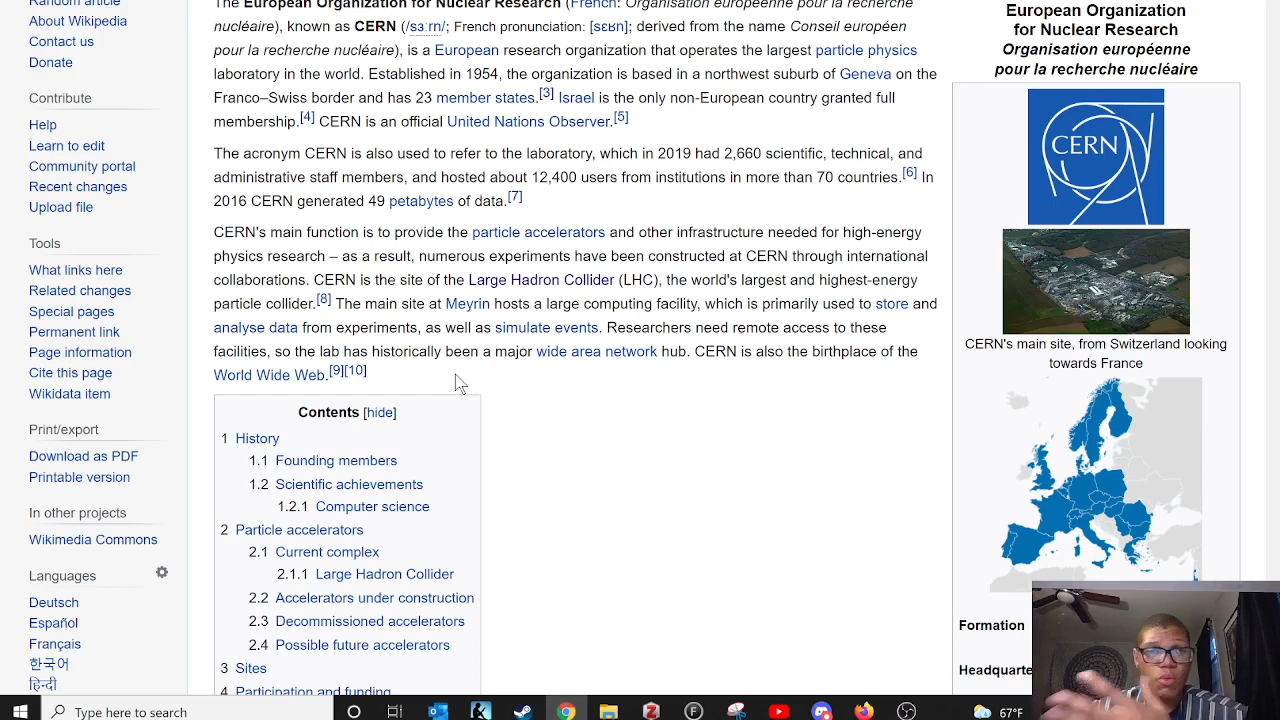 Random article
About Wikipedia
Contact us
Donate
Contribute
Help
Learn to edit
Community portal
Recent changes
Upload file
Tools
What links here
Related changes
Special pages
Permanent link
Page information
Cite this page
Wikidata item
Print/export
Download as PDF
Printable version
In other projects
Wikimedia Commons
Languages
Deutsch
Español
Français
한국어
हिन्दी
The European Organization for Nuclear Research (French: Organisation européenne pour la recherche
nucléaire), known as CERN (/sɜːrn/; French pronunciation: [sɛʁn]; derived from the name Conseil européen
pour la recherche nucléaire), is a European research organization that operates the largest particle physics
laboratory in the world. Established in 1954, the organization is based in a northwest suburb of Geneva on the
Franco–Swiss border and has 23 member states.[3] Israel is the only non-European country granted full
membership.[4] CERN is an official United Nations Observer.[5]
The acronym CERN is also used to refer to the laboratory, which in 2019 had 2,660 scientific, technical, and
administrative staff members, and hosted about 12,400 users from institutions in more than 70 countries.[6] In
2016 CERN generated 49 petabytes of data.[7]
CERN's main function is to provide the particle accelerators and other infrastructure needed for high-energy
physics research – as a result, numerous experiments have been constructed at CERN through international
collaborations. CERN is the site of the Large Hadron Collider (LHC), the world's largest and highest-energy
particle collider.[8] The main site at Meyrin hosts a large computing facility, which is primarily used to store and
analyse data from experiments, as well as simulate events. Researchers need remote access to these
facilities, so the lab has historically been a major wide area network hub. CERN is also the birthplace of the
World Wide Web.[9][10]
Contents [hide]
1 History
1.1 Founding members
1.2 Scientific achievements
1.2.1 Computer science
2 Particle accelerators
2.1 Current complex
2.1.1 Large Hadron Collider
2.2 Accelerators under construction
2.3 Decommissioned accelerators
2.4 Possible future accelerators
3 Sites
4 Participation and funding
European Organization
for Nuclear Research
Organisation européenne
pour la recherche nucléaire
CERN
CERN's main site, from Switzerland looking
towards France
Formation
Headquarte
Type here to search
67°F